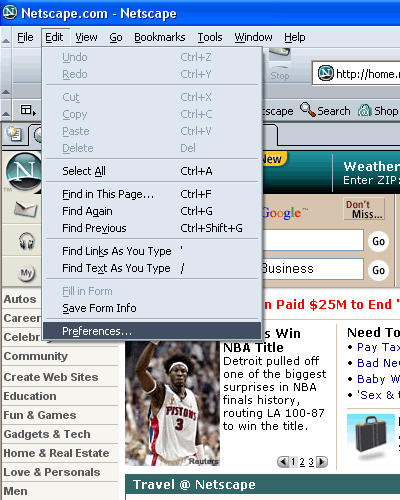 Netscape.com - Netscape
File Edit View Go Bookmarks Tools Window Help
Undo Ctrl+Z
Redo Ctrl+Y
Stop
http://home.
Cut Ctrl+X
Copy Ctrl+C
Paste Ctrl+V
Delete Del
scape Search Shop
Select All Ctrl+A
New
Weather
Enter ZIP:
Find in This Page... Ctrl+F
Find Again Ctrl+G
Find Previous Ctrl+Shift+G
Google™
Don't
Miss...
Go
Find Links As You Type '
Find Text As You Type /
Business
Go
My
Fill in Form
Save Form Info
Preferences...
Autos
Career
Celebr
Community
Create Web Sites
Education
Fun & Games
Gadgets & Tech
Home & Real Estate
Love & Personals
Men
n Paid $25M to End '
s Win
NBA Title
Detroit pulled off
one of the biggest
surprises in NBA
finals history,
routing LA 100-87
to win the title.
PISTONS
3
Reuters
1 2 3
Need To
• Pay Tax
• Bad New
• Baby W
• 'Sex & t
Travel @ Netscape